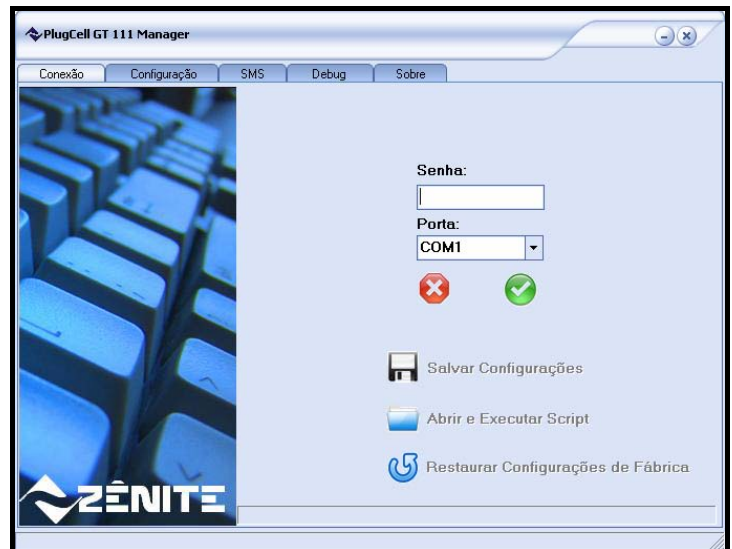 PlugCell GT 111 Manager
Conexão Configuração SMS Debug Sobre
Senha:
Porta:
COM1
Salvar Configurações
Abrir e Executar Script
Restaurar Configurações de Fábrica
ZÊNITE